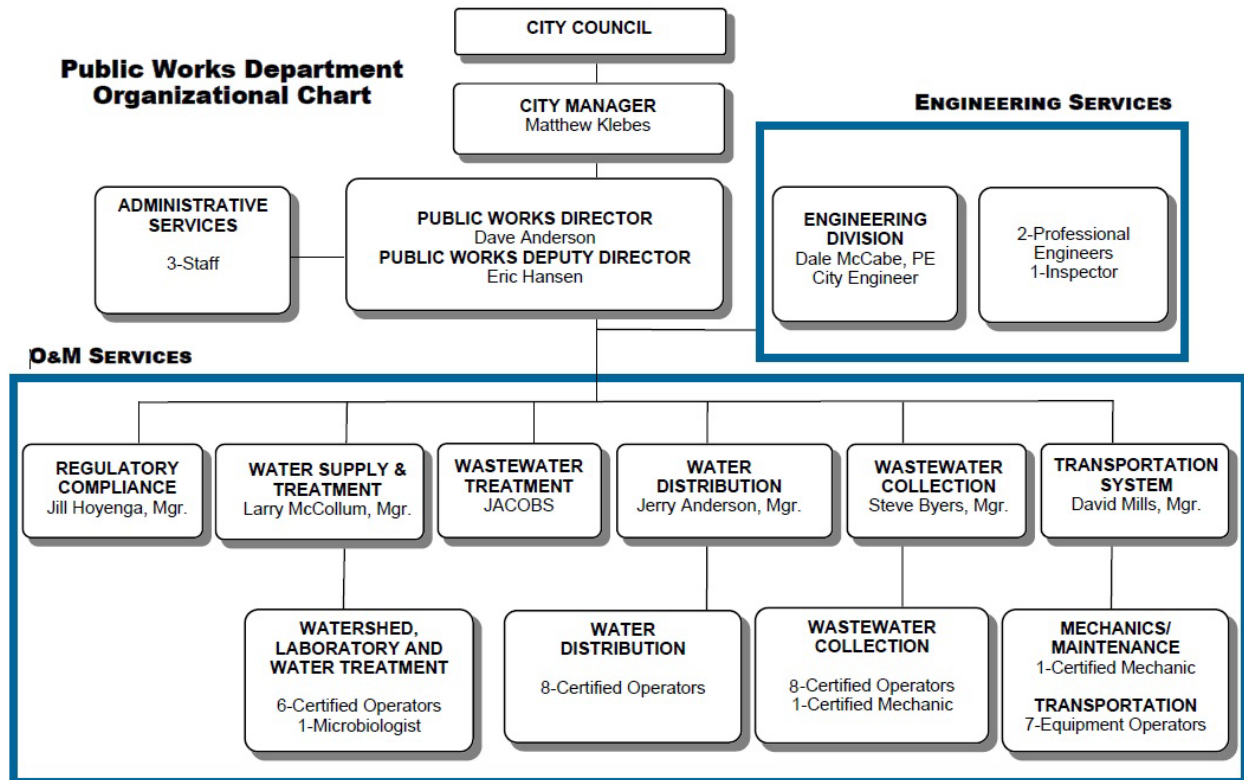 CITY COUNCIL
Public Works Department
Organizational Chart
CITY MANAGER
Matthew Klebes
ENGINEERING SERVICES
ADMINISTRATIVE
SERVICES
3-Staff
PUBLIC WORKS DIRECTOR
Dave Anderson
PUBLIC WORKS DEPUTY DIRECTOR
Eric Hansen
ENGINEERING
DIVISION
Dale McCabe, PE
City Engineer
2-Professional
Engineers
1-Inspector
O&M SERVICES
REGULATORY
COMPLIANCE
Jill Hoyenga, Mgr.
WATER SUPPLY &
TREATMENT
Larry McCollum, Mgr.
WASTEWATER
TREATMENT
JACOBS
WATER
DISTRIBUTION
Jerry Anderson, Mgr.
WASTEWATER
COLLECTION
Steve Byers, Mgr.
TRANSPORTATION
SYSTEM
David Mills, Mgr.
WATERSHED,
LABORATORY AND
WATER TREATMENT
6-Certified Operators
1-Microbiologist
WATER
DISTRIBUTION
8-Certified Operators
WASTEWATER
COLLECTION
8-Certified Operators
1-Certified Mechanic
MECHANICS/
MAINTENANCE
1-Certified Mechanic
TRANSPORTATION
7-Equipment Operators